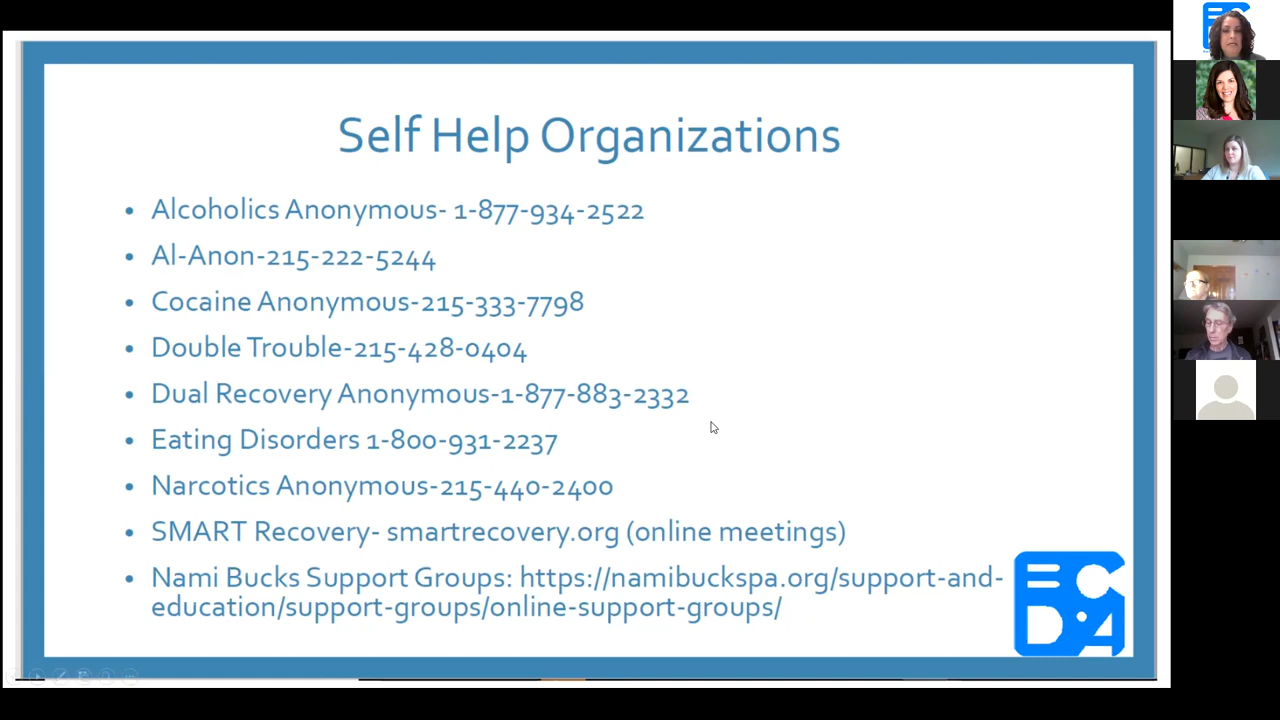 Self Help Organizations
• Alcoholics Anonymous- 1-877-934-2522
• Al-Anon-215-222-5244
• Cocaine Anonymous-215-333-7798
• Double Trouble-215-428-0404
• Dual Recovery Anonymous-1-877-883-2332
• Eating Disorders 1-800-931-2237
• Narcotics Anonymous-215-440-2400
• SMART Recovery- smartrecovery.org (online meetings)
• Nami Bucks Support Groups: https://namibuckspa.org/support-and-
education/support-groups/online-support-groups/
EC
DA